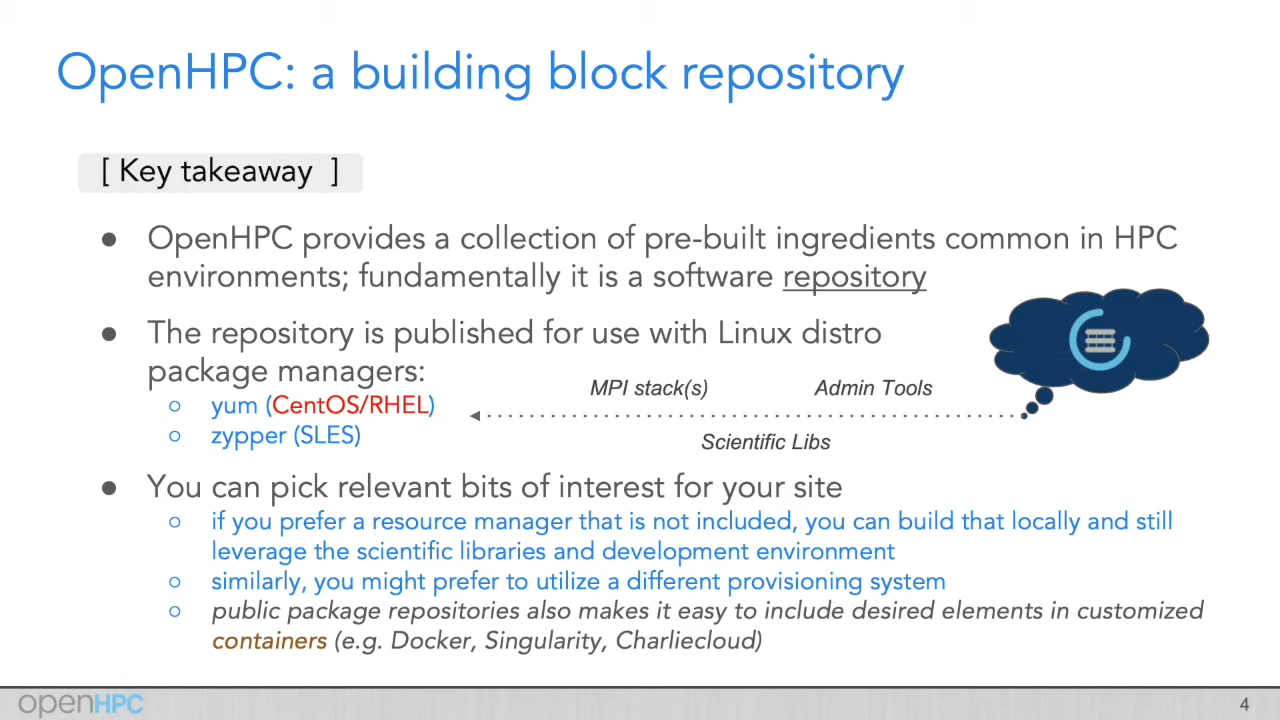 OpenHPC: a building block repository
[ Key takeaway ]
● OpenHPC provides a collection of pre-built ingredients common in HPC
environments; fundamentally it is a software repository
● The repository is published for use with Linux distro
package managers:
○ yum (CentOS/RHEL)
○ zypper (SLES)
MPI stack(s)
Admin Tools
Scientific Libs
● You can pick relevant bits of interest for your site
○ if you prefer a resource manager that is not included, you can build that locally and still
leverage the scientific libraries and development environment
○ similarly, you might prefer to utilize a different provisioning system
○ public package repositories also makes it easy to include desired elements in customized
containers (e.g. Docker, Singularity, Charliecloud)
openHPC
4